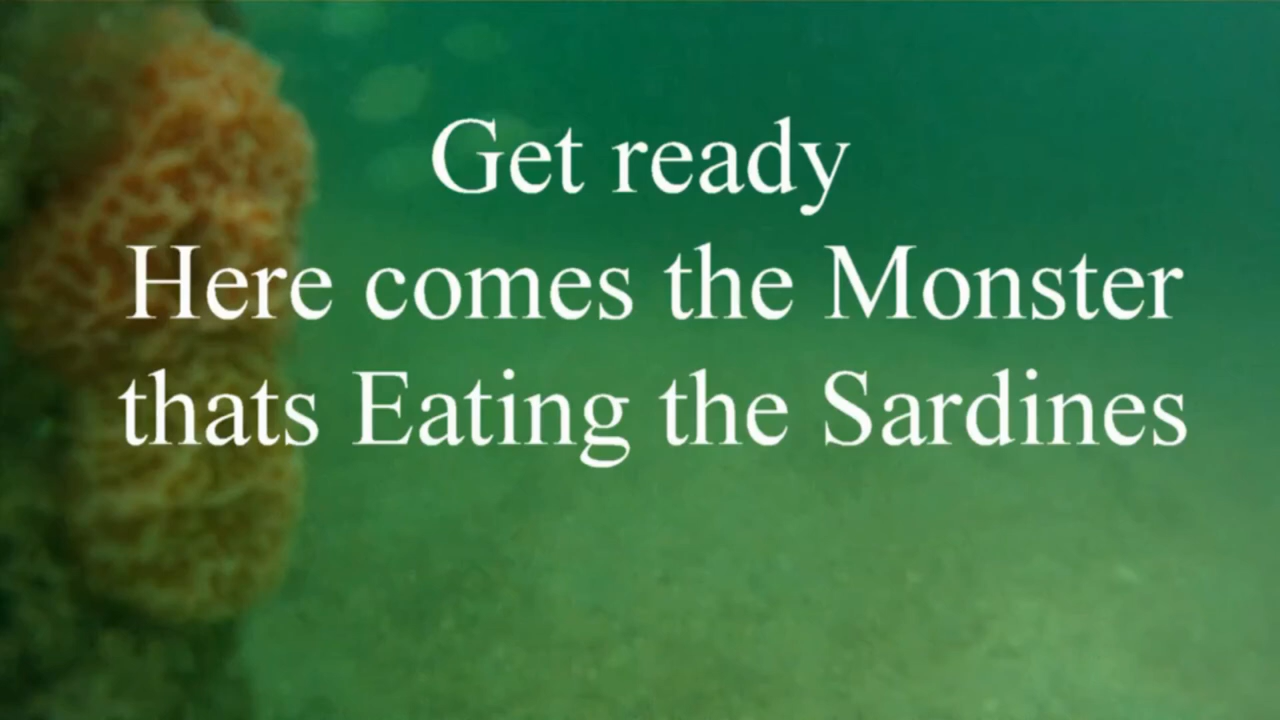 Get ready
Here comes the Monster
thats Eating the Sardines